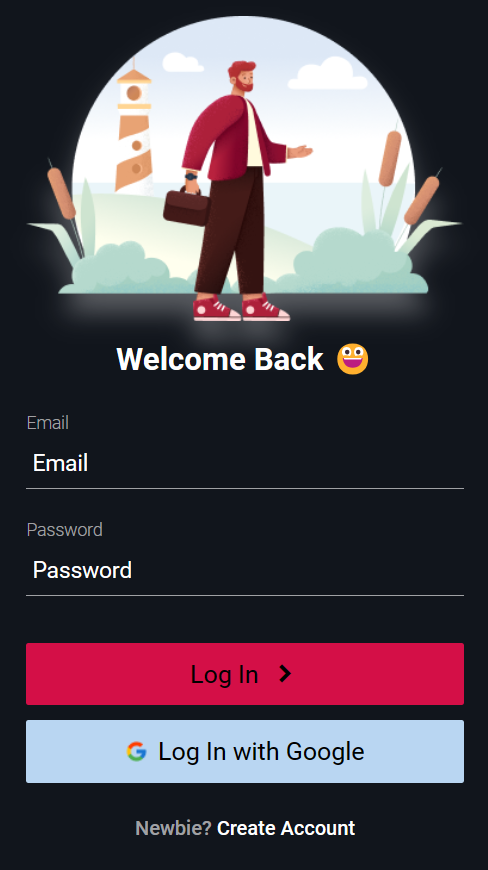 Welcome Back 😀
Email
Email
Password
Password
Log In
Log In with Google
Newbie? Create Account